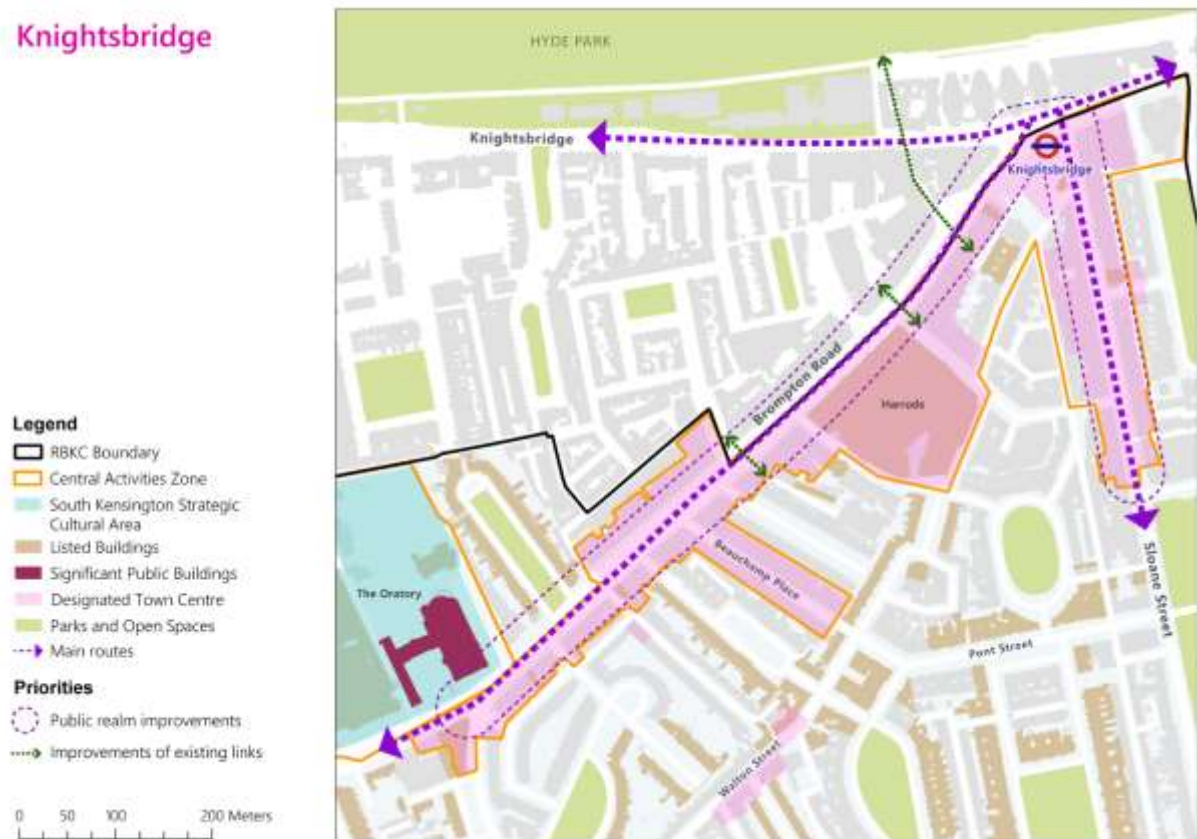 Knightsbridge
HYDE PARK
Knightsbridge
Knightsbridge
Brompton Road
Harrods
Beauchamp Place
The Oratory
Sloane Street
Pont Street
Walton Street
Legend
RBKC Boundary
Central Activities Zone
South Kensington Strategic
Cultural Area
Listed Buildings
Significant Public Buildings
Designated Town Centre
Parks and Open Spaces
Main routes
Priorities
Public realm improvements
Improvements of existing links
0 50 100 200 Meters